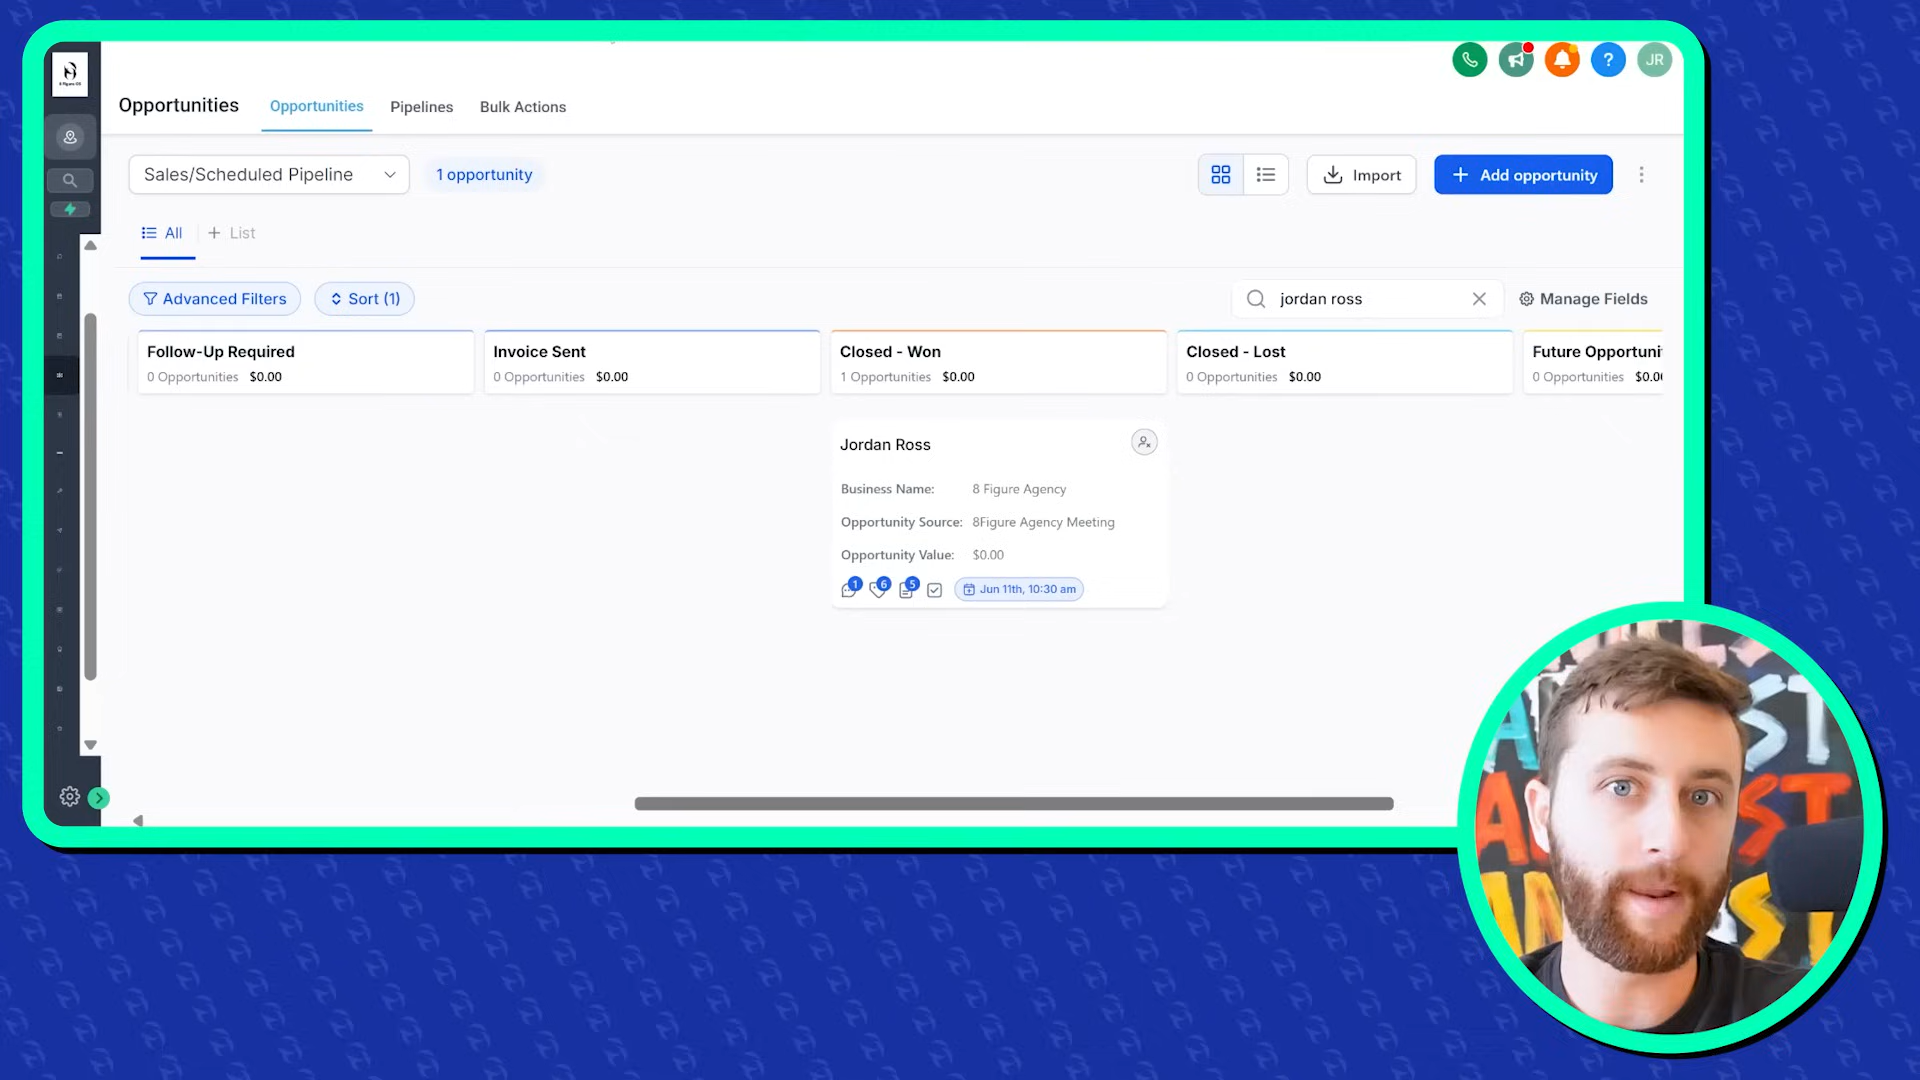 JR
Opportunities
Opportunities
Pipelines
Bulk Actions
Sales/Scheduled Pipeline
1 opportunity
Import
+ Add opportunity
All
+ List
Advanced Filters
Sort (1)
jordan ross
Manage Fields
Follow-Up Required
0 Opportunities $0.00
Invoice Sent
0 Opportunities $0.00
Closed - Won
1 Opportunities $0.00
Closed - Lost
0 Opportunities $0.00
Future Opportuni
0 Opportunities $0.0
Jordan Ross
Business Name: 8 Figure Agency
Opportunity Source: 8Figure Agency Meeting
Opportunity Value: $0.00
1
6
5
Jun 11th, 10:30 am